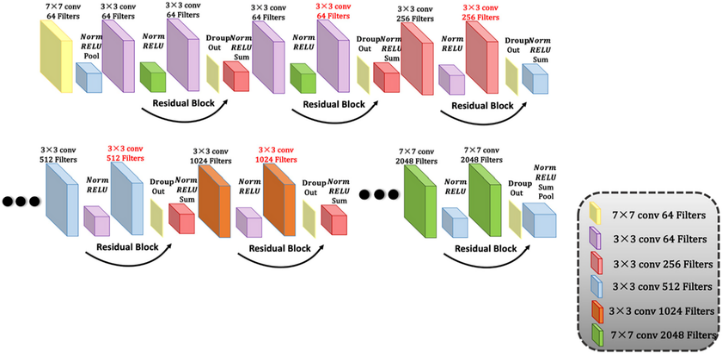 7×7 conv 3×3 conv 3×3 conv 3×3 conv 3×3 conv 3×3 conv 3×3 conv
64 Filters 64 Filters 64 Filters 64 Filters 64 Filters 256 Filters 256 Filters
Norm Norm Droup Norm Norm Droup Norm Norm Droup Norm
RELU RELU Out RELU RELU Out RELU RELU Out RELU
Pool Sum Sum Sum
Residual Block Residual Block Residual Block
3×3 conv 3×3 conv 3×3 conv 3×3 conv 7×7 conv 7×7 conv
512 Filters 512 Filters 1024 Filters 1024 Filters 2048 Filters 2048 Filters
Norm Droup Norm Norm Droup Norm Norm Droup Norm
RELU Out RELU RELU Out RELU RELU Out RELU
Sum Sum Sum
Pool
Residual Block Residual Block Residual Block
7×7 conv 64 Filters
3×3 conv 64 Filters
3×3 conv 256 Filters
3×3 conv 512 Filters
3×3 conv 1024 Filters
7×7 conv 2048 Filters